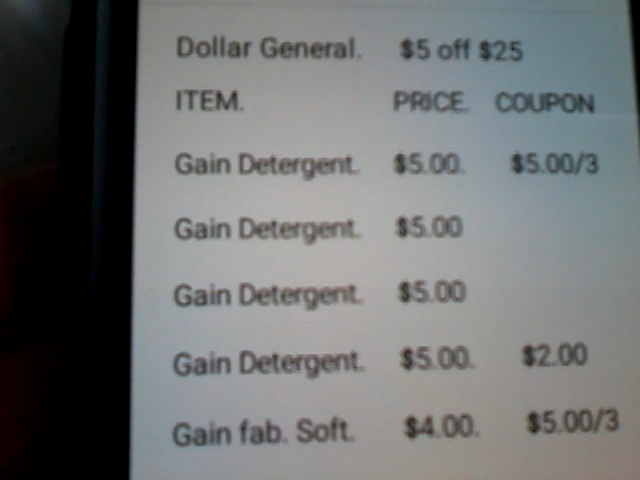 Dollar General. $5 off $25
ITEM. PRICE. COUPON
Gain Detergent. $5.00. $5.00/3
Gain Detergent. $5.00
Gain Detergent. $5.00
Gain Detergent. $5.00. $2.00
Gain fab. Soft. $4.00. $5.00/3